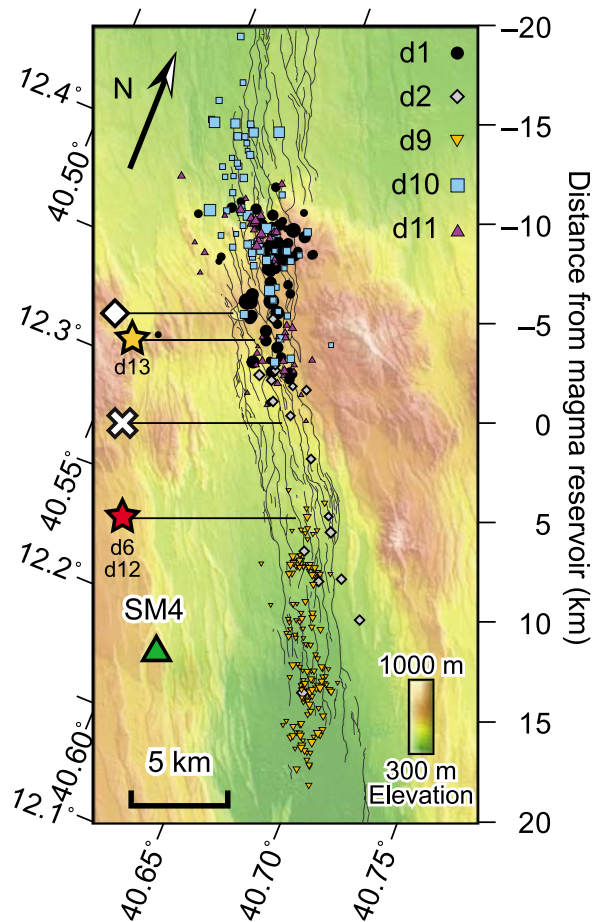 N
d1
d2
d9
d10
d11
12.4°
40.50°
12.3°
40.55°
12.2°
40.60°
12.1°
40.65°
40.70°
40.75°
–20
–15
–10
–5
0
5
10
15
20
Distance from magma reservoir (km)
d13
d6
d12
SM4
5 km
1000 m
300 m
Elevation